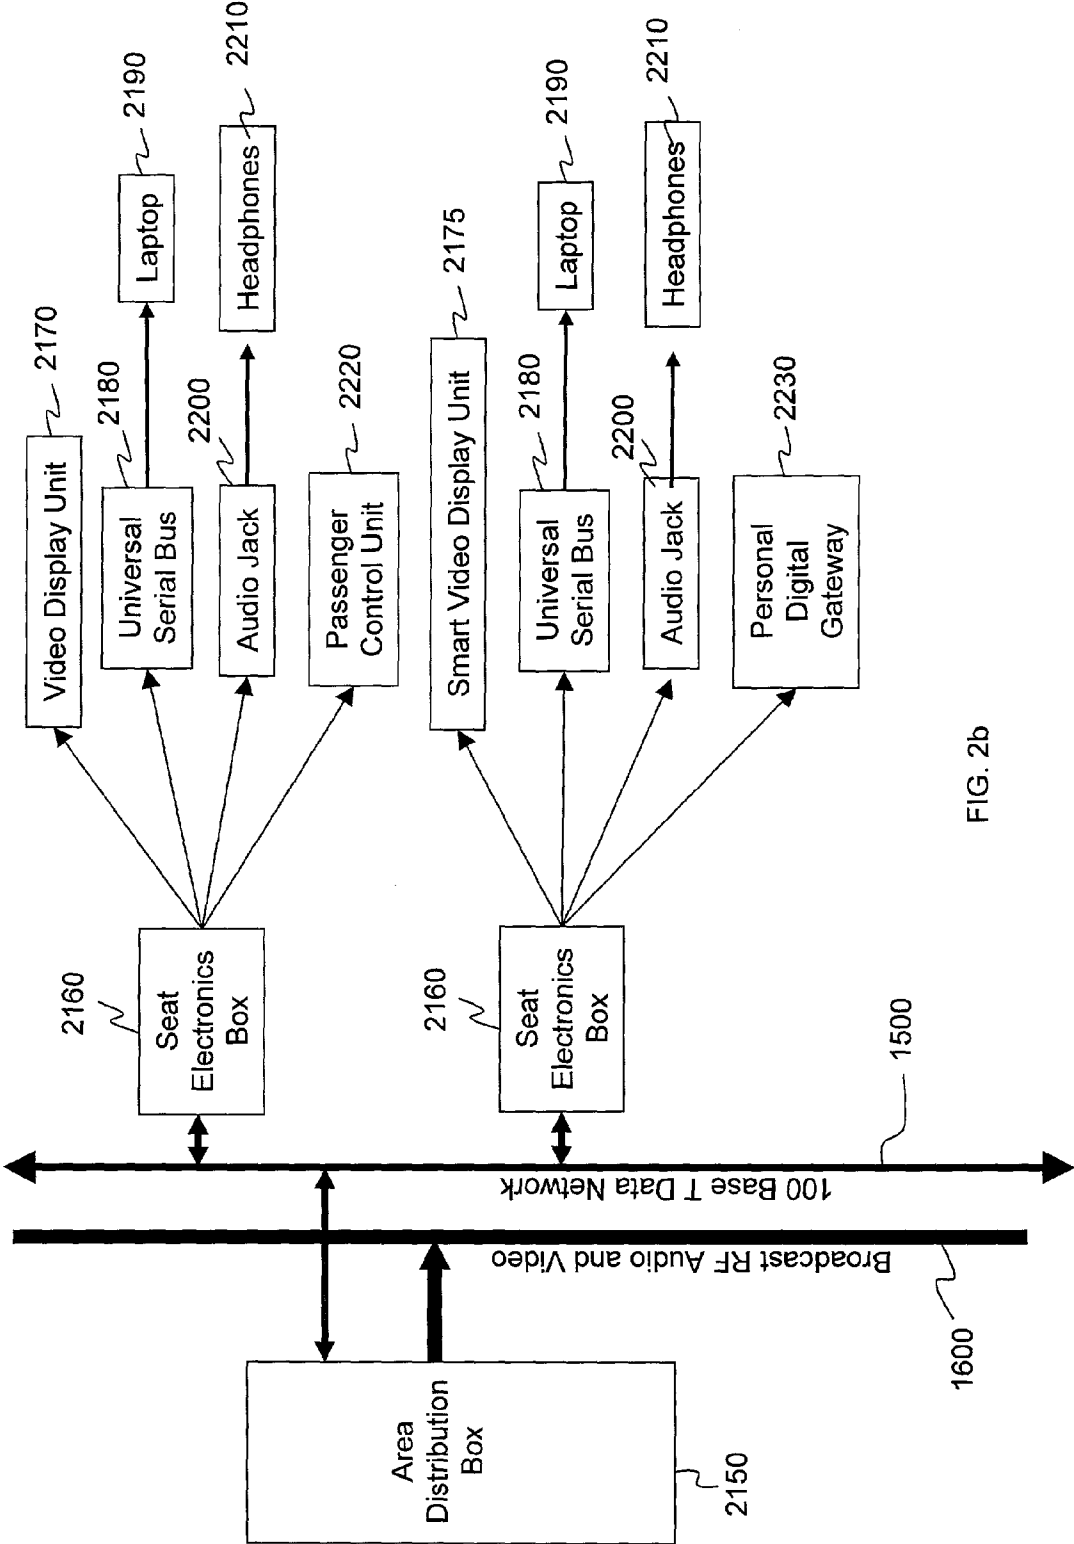 Video Display Unit
2170
Universal
Serial Bus
2180
Laptop
2190
Audio Jack
2200
Headphones
2210
Passenger
Control Unit
2220
Seat
Electronics
Box
2160
Smart Video Display Unit
2175
Universal
Serial Bus
2180
Laptop
2190
Audio Jack
2200
Headphones
2210
Personal
Digital
Gateway
2230
Seat
Electronics
Box
2160
100 Base T Data Network
1500
Broadcast RF Audio and Video
1600
Area
Distribution
Box
2150
FIG. 2b